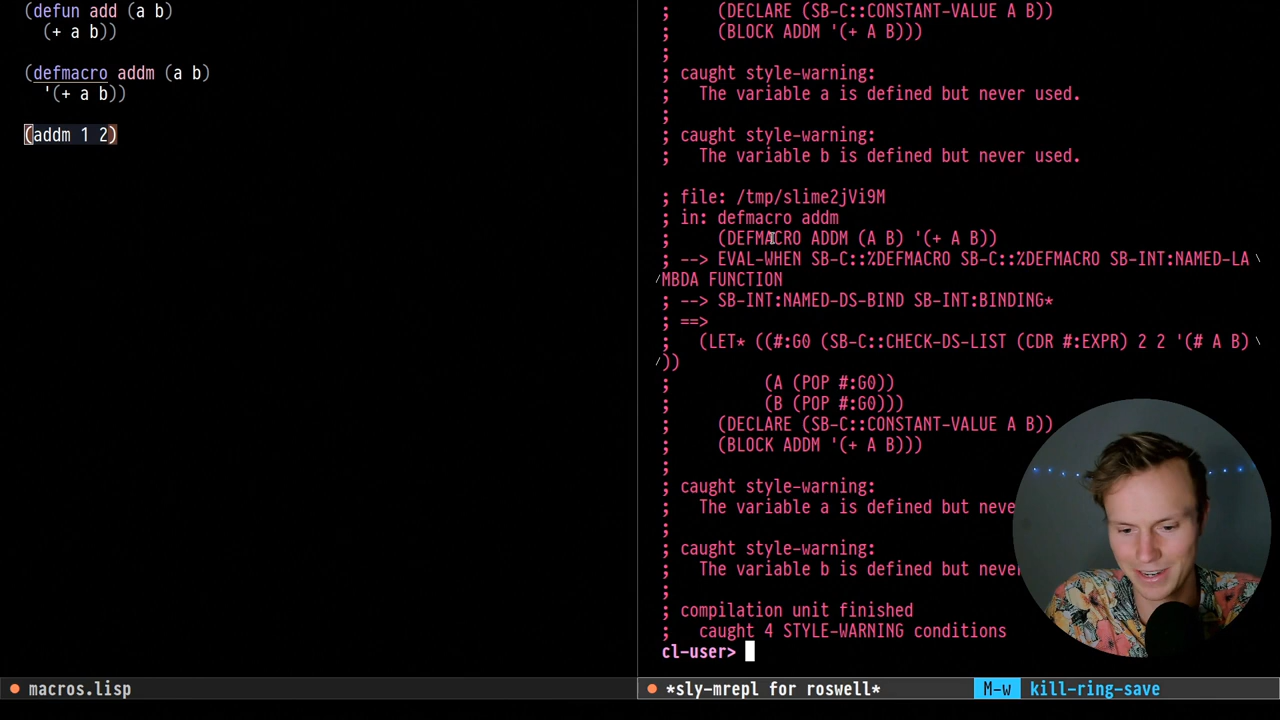 (defun add (a b)
  (+ a b))
(defmacro addm (a b)
  '(+ a b))
(addm 1 2)
macros.lisp
;     (DECLARE (SB-C::CONSTANT-VALUE A B))
;     (BLOCK ADDM '(+ A B)))
;
; caught style-warning:
;   The variable a is defined but never used.
;
; caught style-warning:
;   The variable b is defined but never used.
; file: /tmp/slime2jVi9M
; in: defmacro addm
;     (DEFMACRO ADDM (A B) '(+ A B))
; --> EVAL-WHEN SB-C::%DEFMACRO SB-C::%DEFMACRO SB-INT:NAMED-LA\
/MBDA FUNCTION
; --> SB-INT:NAMED-DS-BIND SB-INT:BINDING*
; ==>
;   (LET* ((#:G0 (SB-C::CHECK-DS-LIST (CDR #:EXPR) 2 2 '(# A B)\
/))
;          (A (POP #:G0))
;          (B (POP #:G0)))
;     (DECLARE (SB-C::CONSTANT-VALUE A B))
;     (BLOCK ADDM '(+ A B)))
;
; caught style-warning:
;   The variable a is defined but neve
;
; caught style-warning:
;   The variable b is defined but neve
;
; compilation unit finished
;   caught 4 STYLE-WARNING conditions
cl-user>
*sly-mrepl for roswell* M-w kill-ring-save